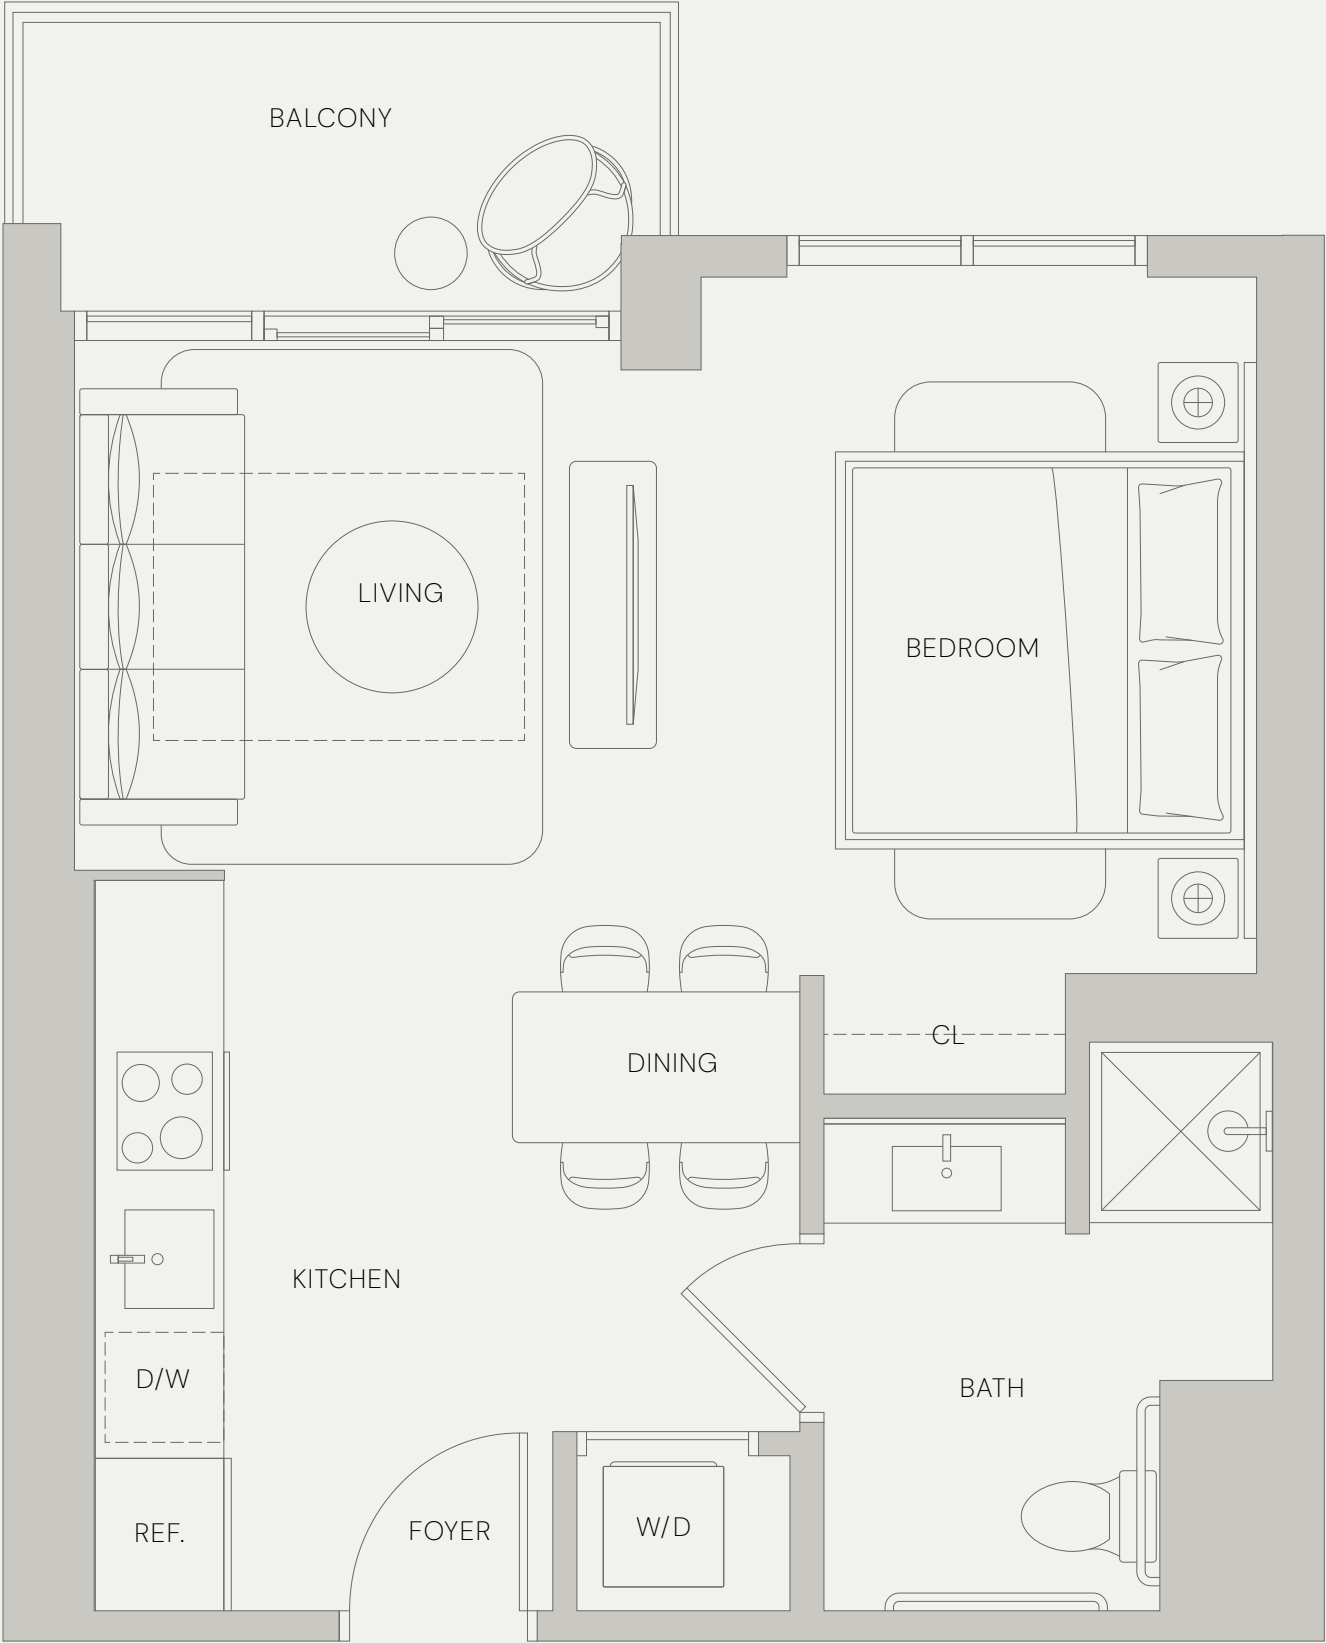 BALCONY
LIVING
BEDROOM
CL
DINING
KITCHEN
D/W
BATH
REF.
FOYER
W/D